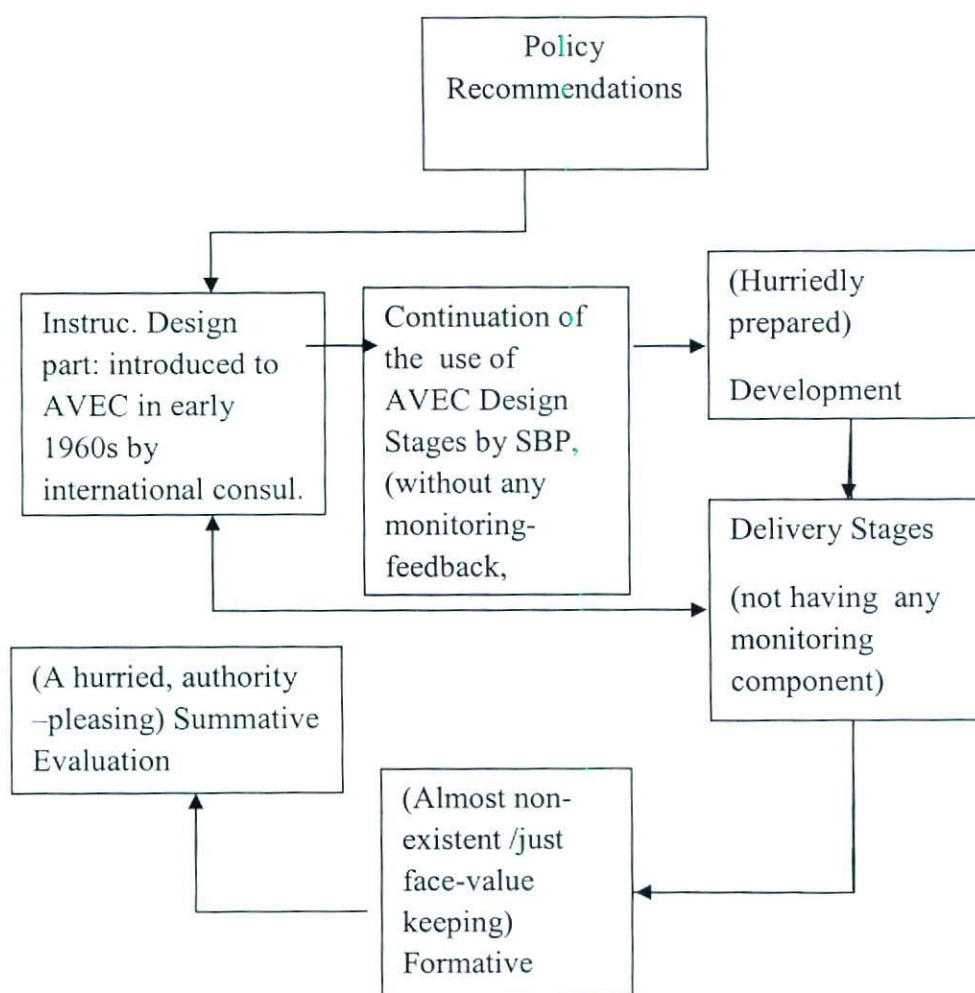 Policy
Recommendations
Instruc. Design
part: introduced to
AVEC in early
1960s by
international consul.
Continuation of
the use of
AVEC Design
Stages by SBP,
(without any
monitoring-
feedback,
(Hurriedly
prepared)
Development
Delivery Stages
(not having any
monitoring
component)
(A hurried, authority
–pleasing) Summative
Evaluation
(Almost non-
existent /just
face-value
keeping)
Formative